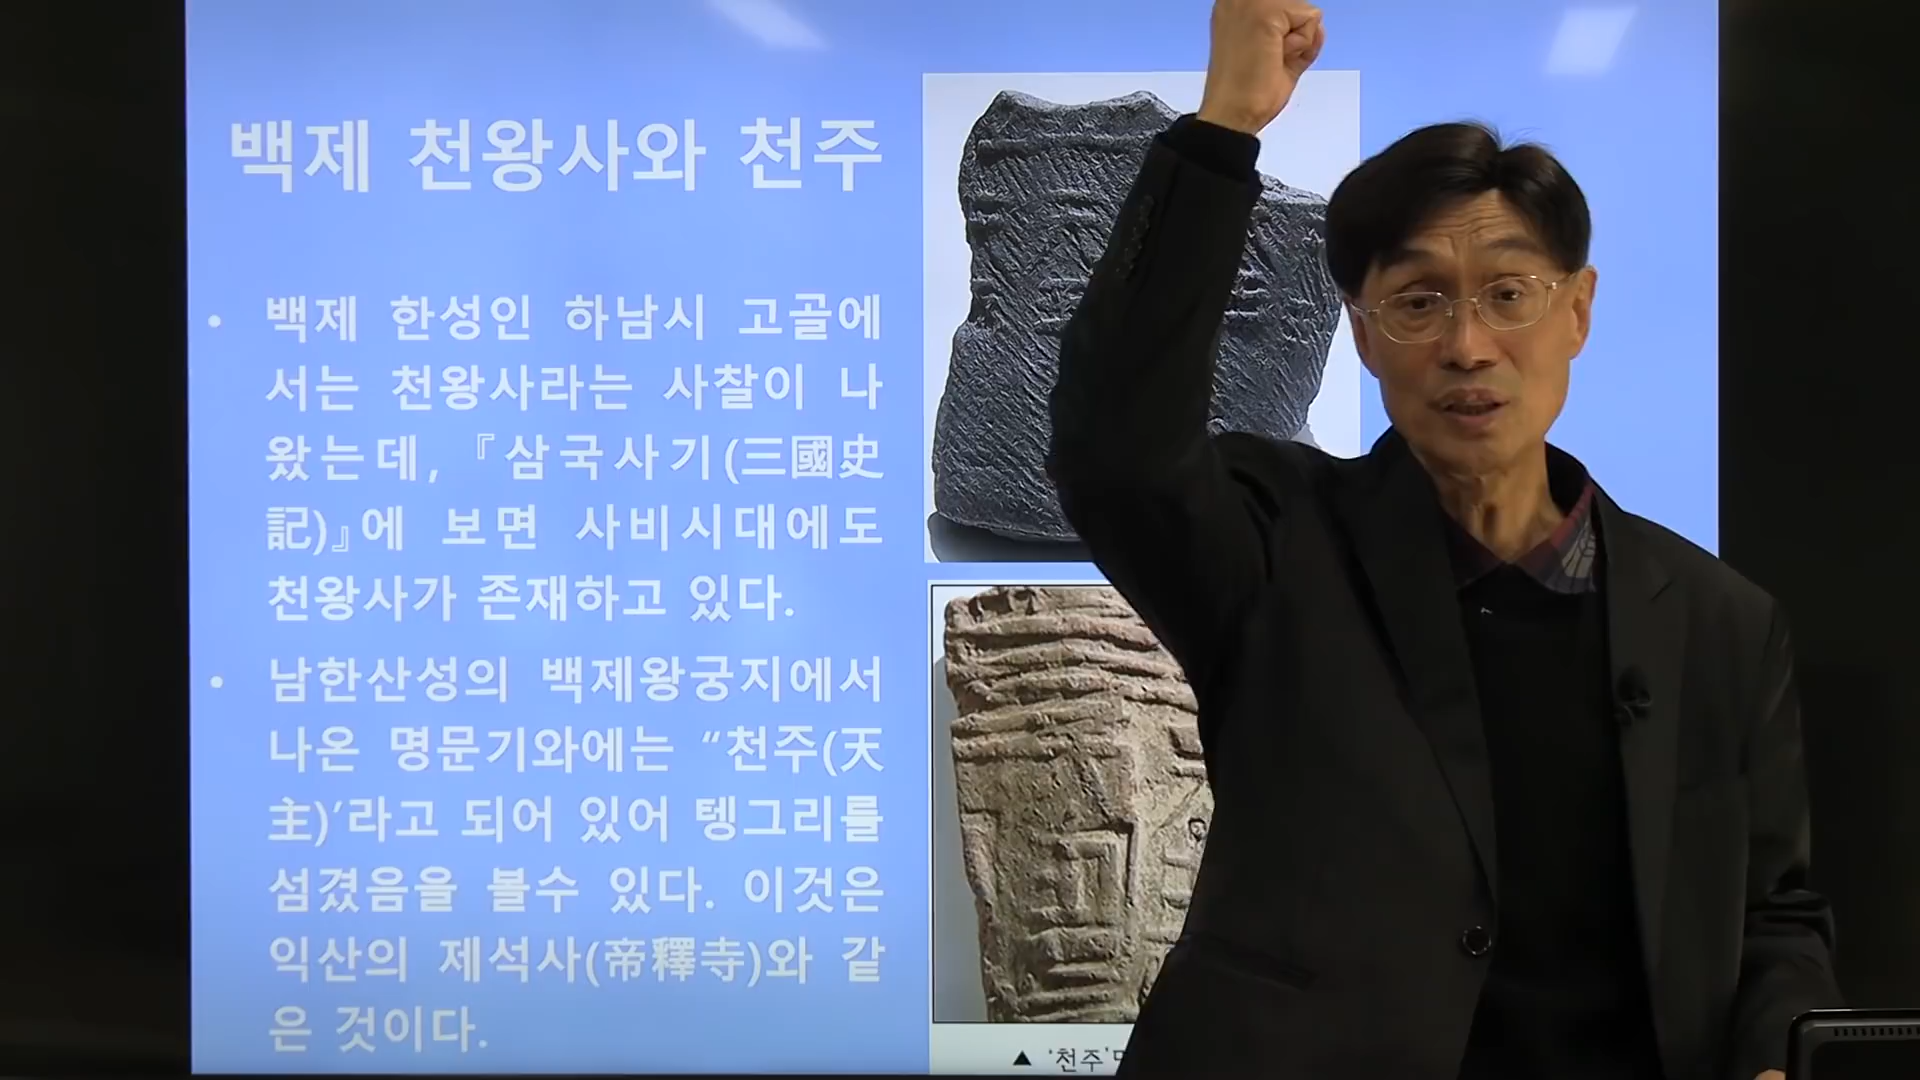 백제 천왕사와 천주
• 백제 한성인 하남시 고골에
서는 천왕사라는 사찰이 나
왔는데, 『삼국사기(三國史
記)』에 보면 사비시대에도
천왕사가 존재하고 있다.
• 남한산성의 백제왕궁지에서
나온 명문기와에는 “천주(天
主)’라고 되어 있어 텡그리를
섬겼음을 볼수 있다. 이것은
익산의 제석사(帝釋寺)와 같
은 것이다.
▲ ‘천주’